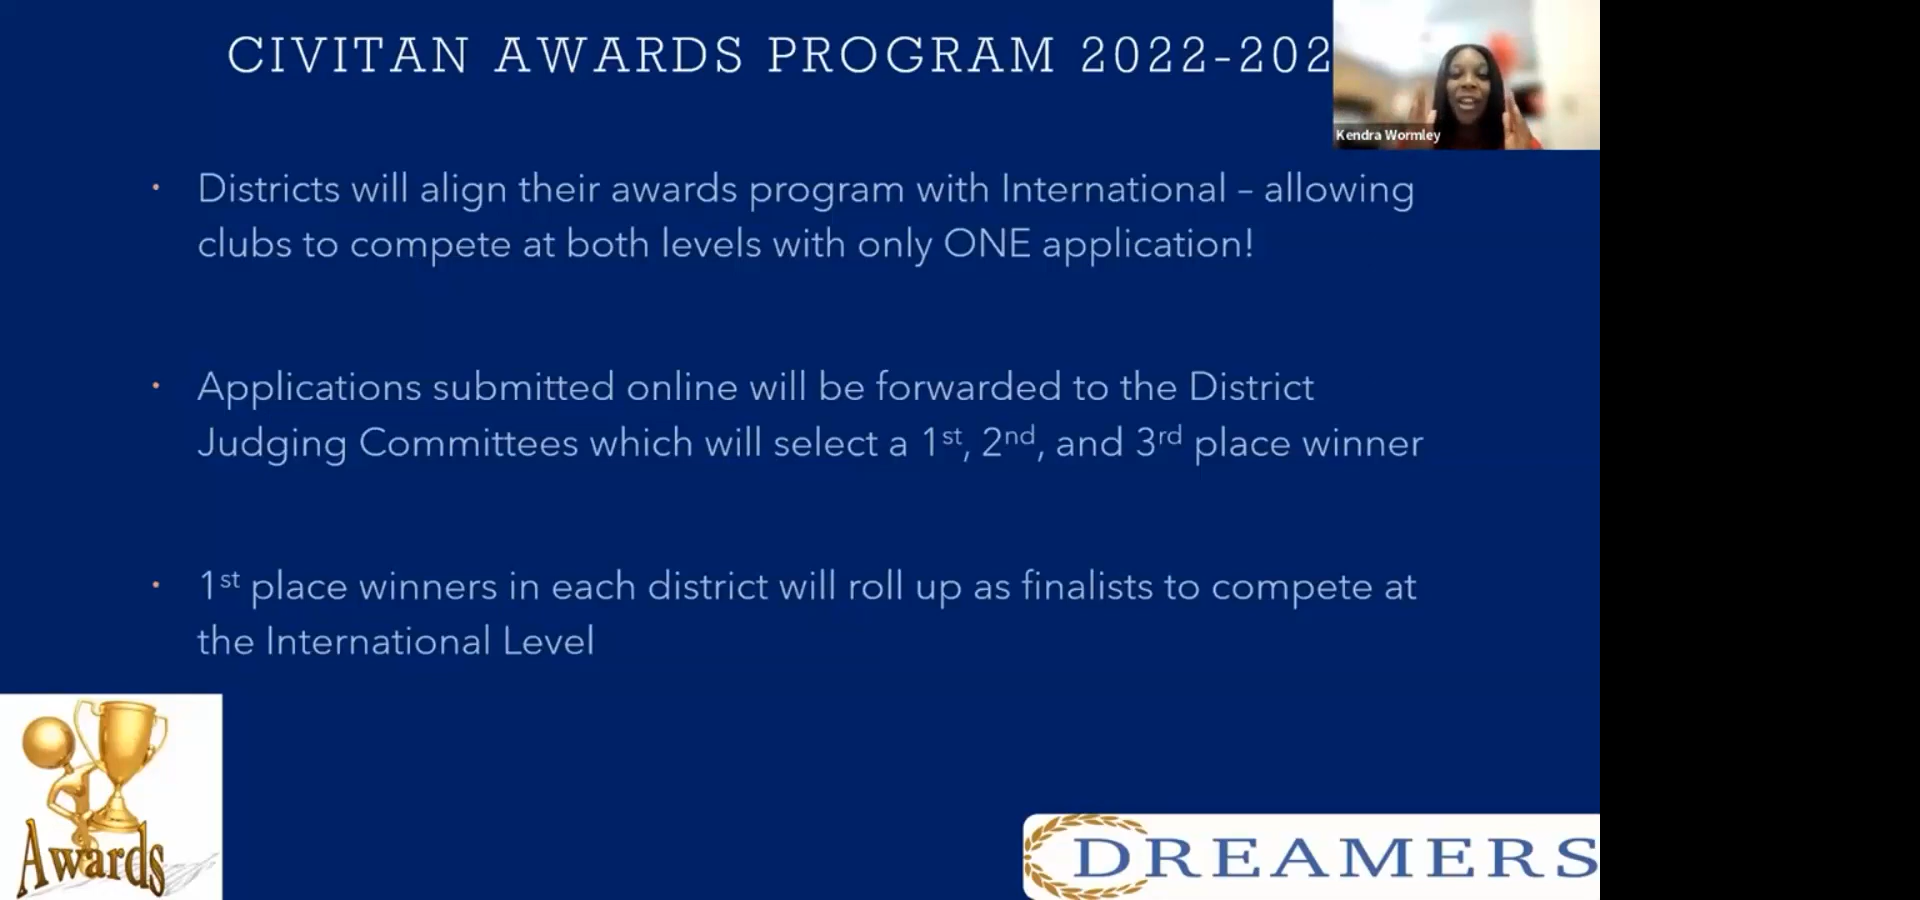 CIVITAN AWARDS PROGRAM 2022-202
Kendra Wormley
• Districts will align their awards program with International – allowing
clubs to compete at both levels with only ONE application!
• Applications submitted online will be forwarded to the District
Judging Committees which will select a 1st, 2nd, and 3rd place winner
• 1st place winners in each district will roll up as finalists to compete at
the International Level
Awards
DREAMERS